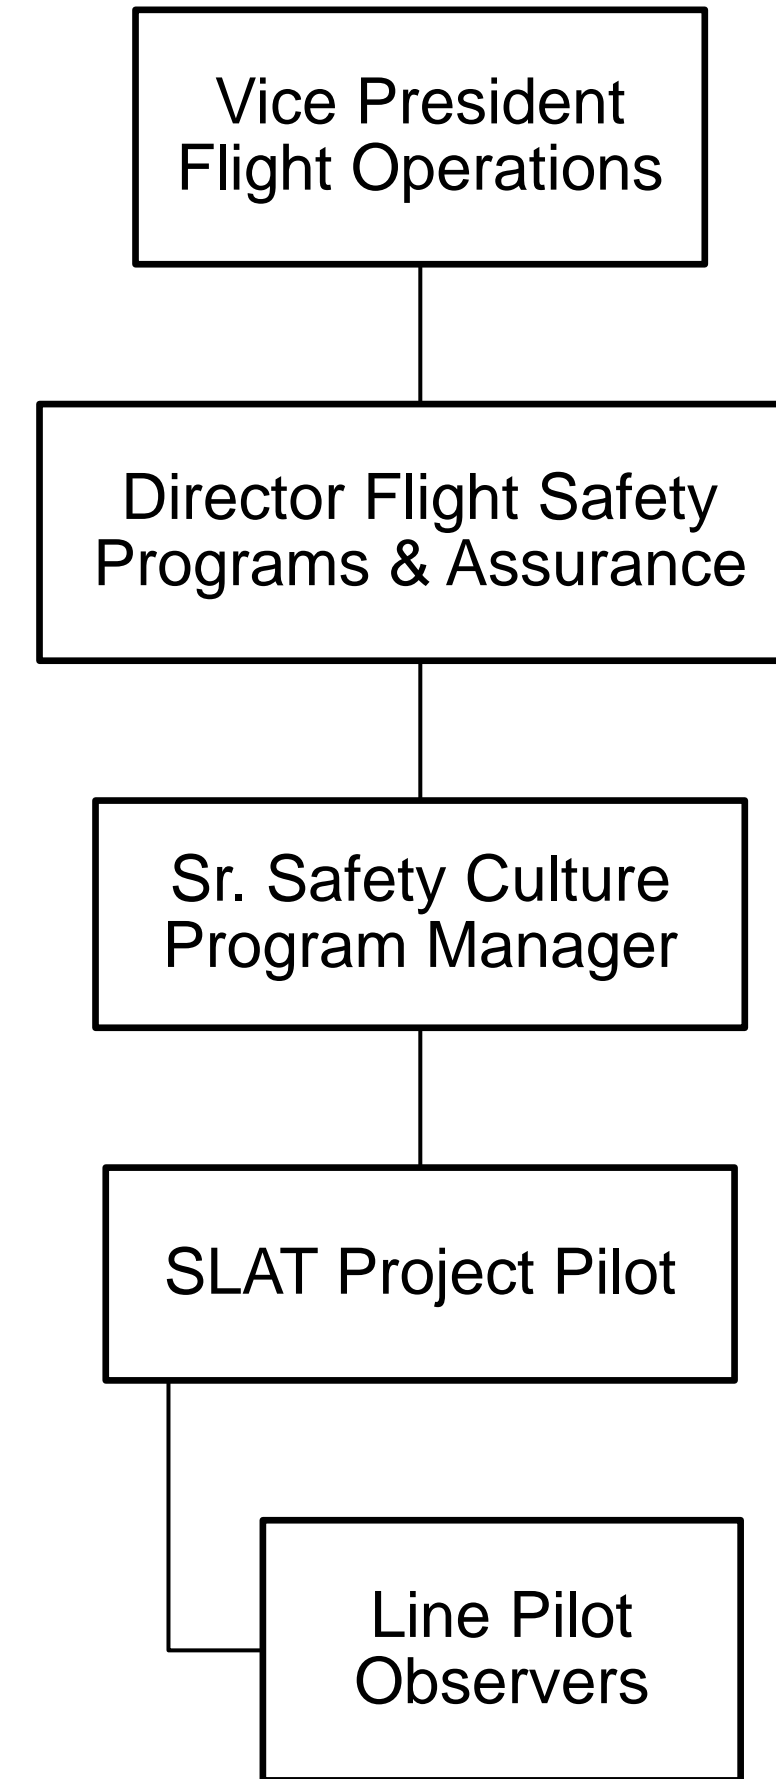 Vice President
Flight Operations
Director Flight Safety
Programs & Assurance
Sr. Safety Culture
Program Manager
SLAT Project Pilot
Line Pilot
Observers